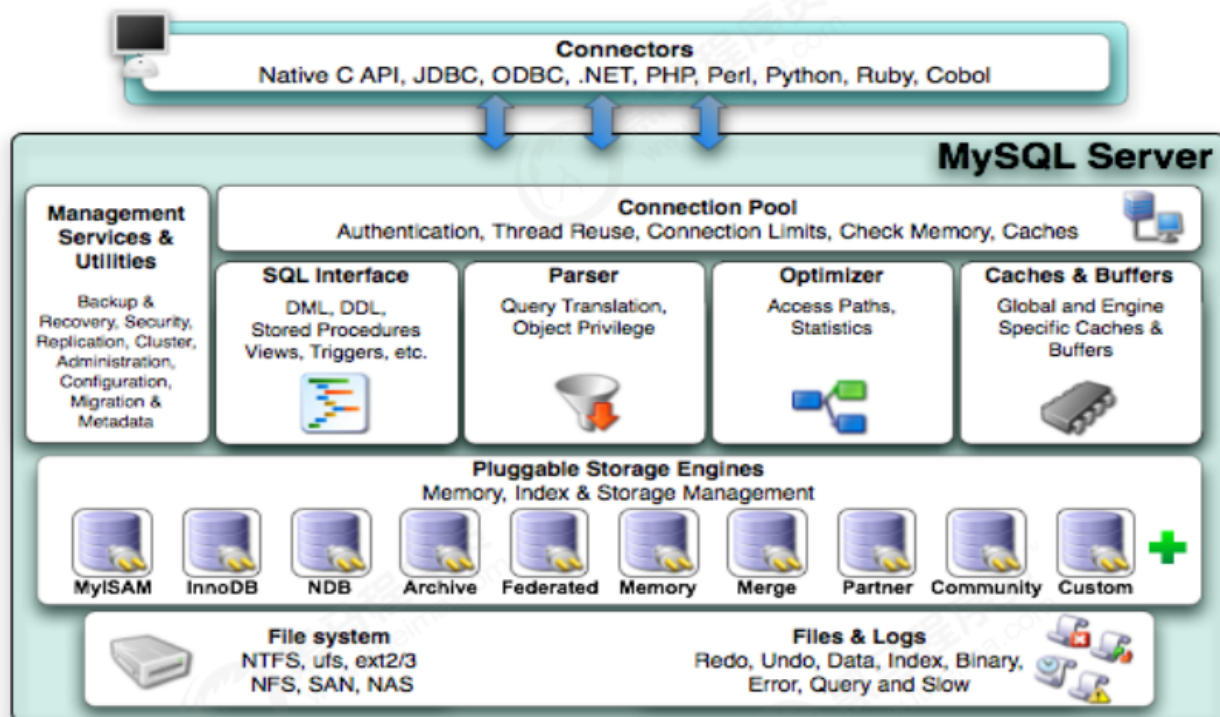 Connectors
Native C API, JDBC, ODBC, .NET, PHP, Perl, Python, Ruby, Cobol
MySQL Server
Management
Services &
Utilities
Backup &
Recovery, Security,
Replication, Cluster,
Administration,
Configuration,
Migration &
Metadata
Connection Pool
Authentication, Thread Reuse, Connection Limits, Check Memory, Caches
SQL Interface
DML, DDL,
Stored Procedures
Views, Triggers, etc.
Parser
Query Translation,
Object Privilege
Optimizer
Access Paths,
Statistics
Caches & Buffers
Global and Engine
Specific Caches &
Buffers
Pluggable Storage Engines
Memory, Index & Storage Management
MyISAM
InnoDB
NDB
Archive
Federated
Memory
Merge
Partner
Community
Custom
File system
NTFS, ufs, ext2/3
NFS, SAN, NAS
Files & Logs
Redo, Undo, Data, Index, Binary,
Error, Query and Slow